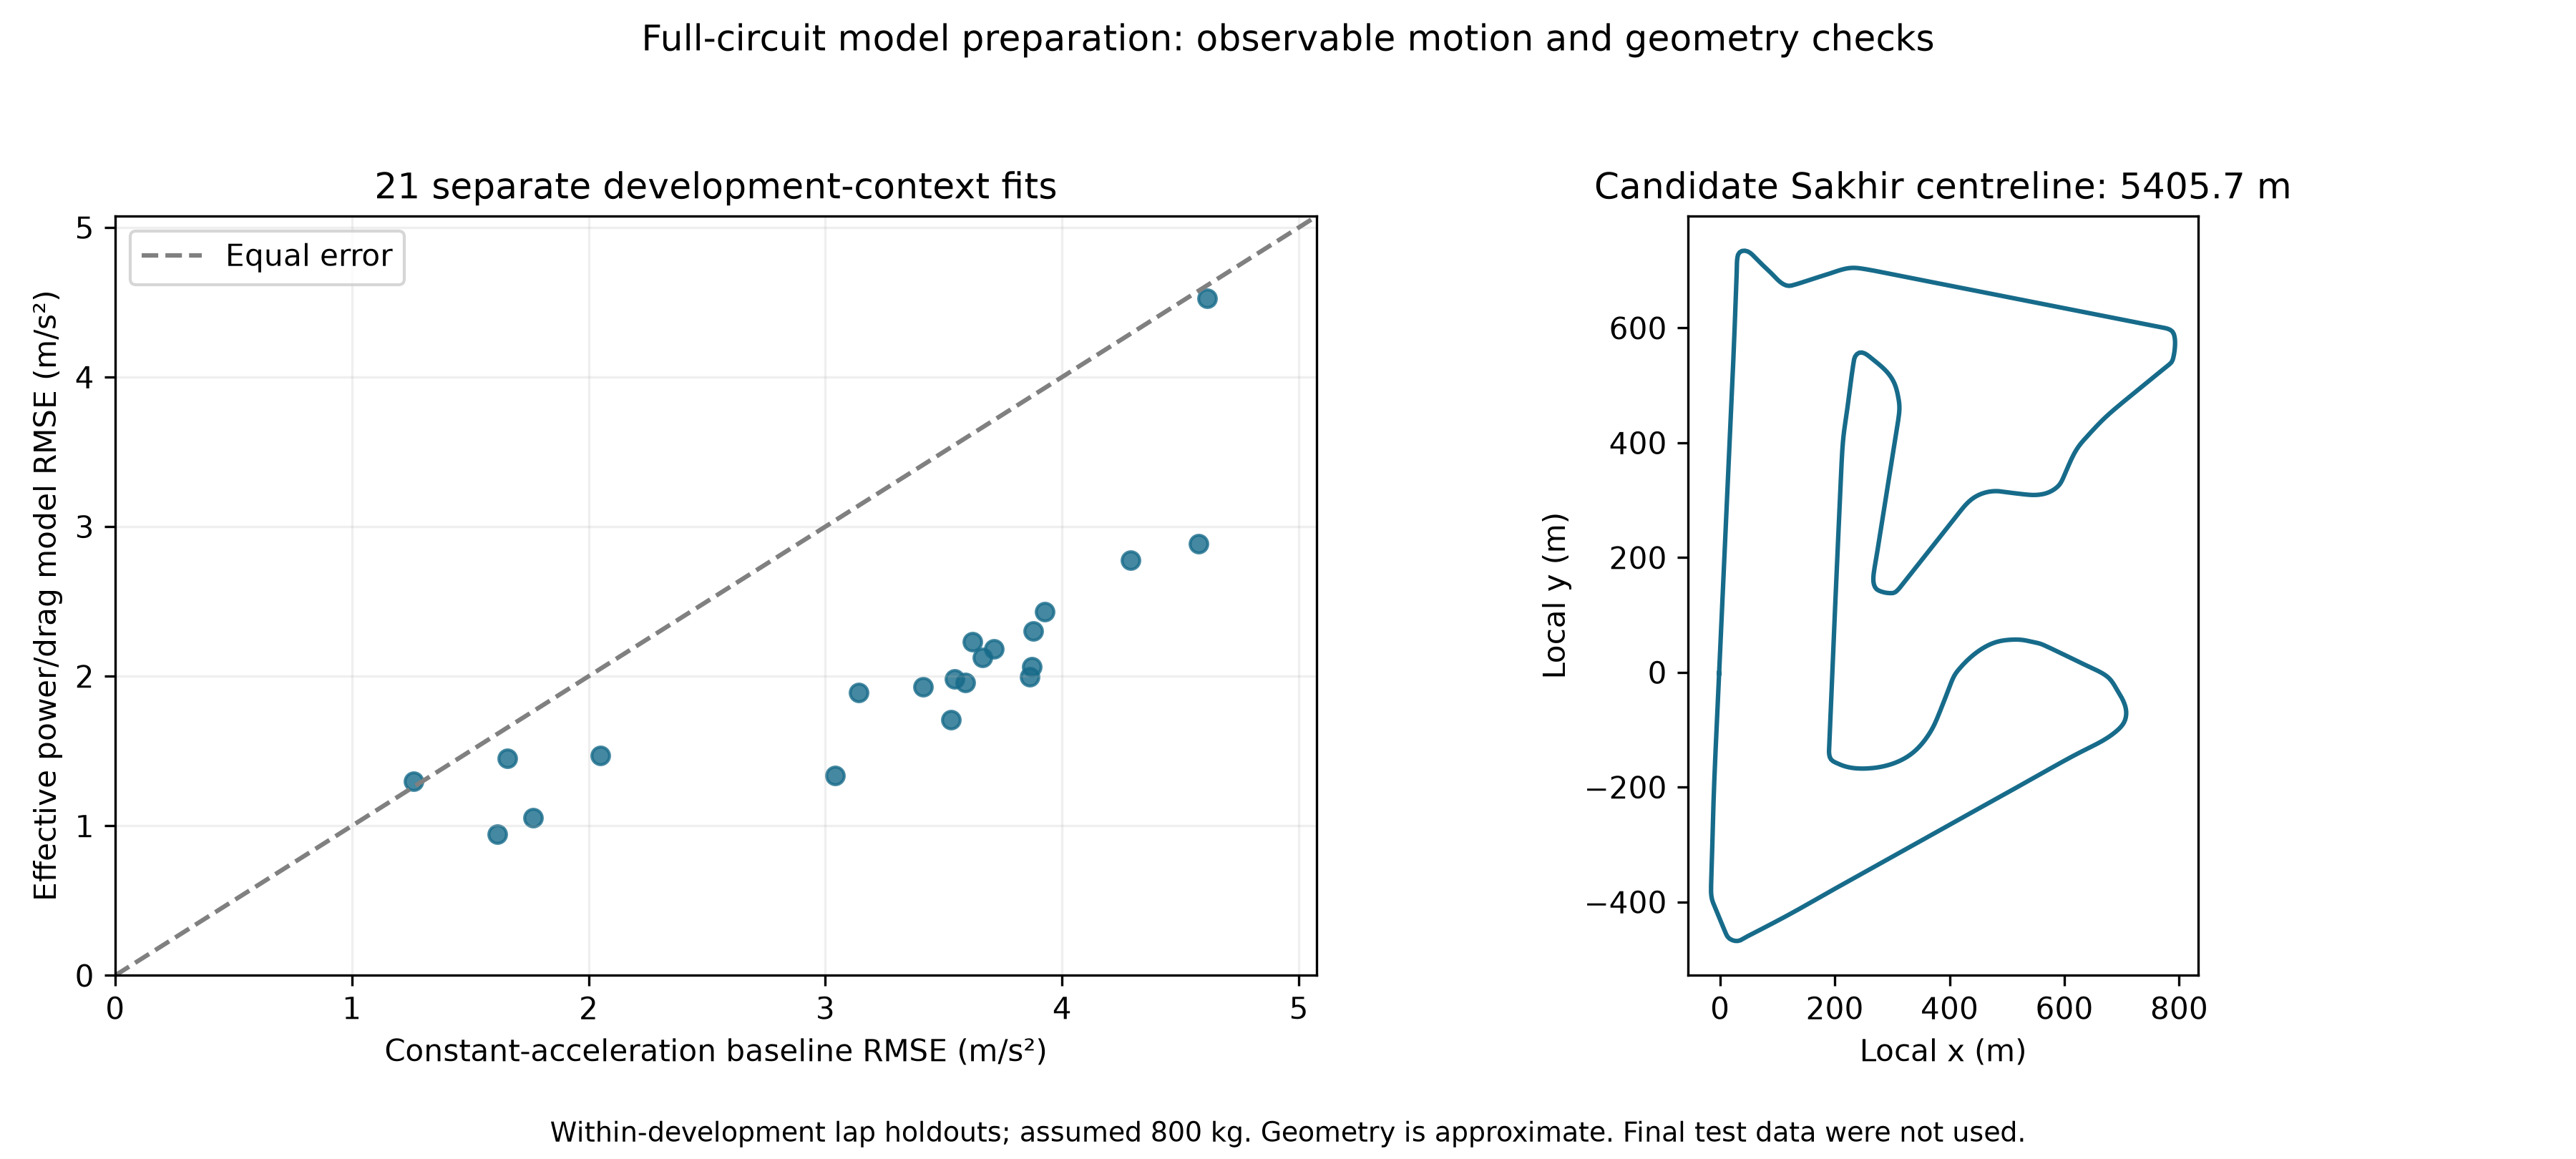 Full-circuit model preparation: observable motion and geometry checks
21 separate development-context fits
Equal error
Effective power/drag model RMSE (m/s²)
5
4
3
2
1
0
0 1 2 3 4 5
Constant-acceleration baseline RMSE (m/s²)
Candidate Sakhir centreline: 5405.7 m
Local y (m)
600
400
200
0
−200
−400
0 200 400 600 800
Local x (m)
Within-development lap holdouts; assumed 800 kg. Geometry is approximate. Final test data were not used.